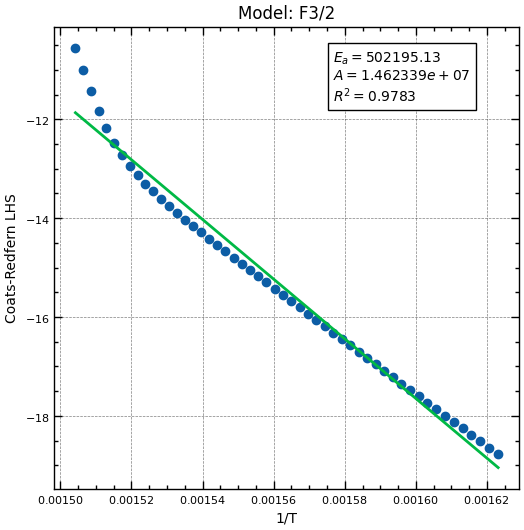 Model: F3/2
E_a = 502195.13
A = 1.462339e + 07
R^2 = 0.9783
Coats-Redfern LHS
−12
−14
−16
−18
0.00150 0.00152 0.00154 0.00156 0.00158 0.00160 0.00162
1/T